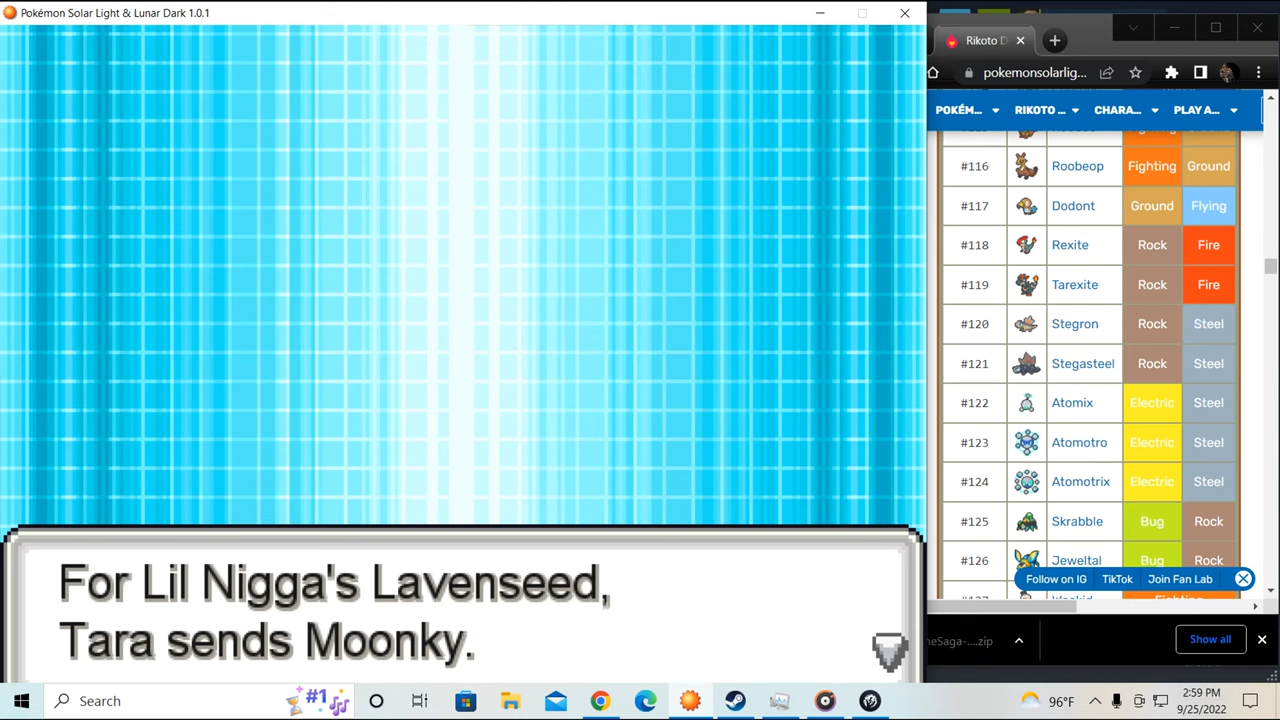 Pokémon Solar Light & Lunar Dark 1.0.1
Rikoto D
pokemonsolarlig...
POKÉM... RIKOTO ... CHARA... PLAY A...
#116 Roobeop Fighting Ground
#117 Dodont Ground Flying
#118 Rexite Rock Fire
#119 Tarexite Rock Fire
#120 Stegron Rock Steel
#121 Stegasteel Rock Steel
#122 Atomix Electric Steel
#123 Atomotro Electric Steel
#124 Atomotrix Electric Steel
#125 Skrabble Bug Rock
#126 Jeweltal Bug Rock
Follow on IG TikTok Join Fan Lab
For Lil Nigga's Lavenseed,
Tara sends Moonky.
neSaga-....zip
Show all
Search
#1
96°F
2:59 PM
9/25/2022